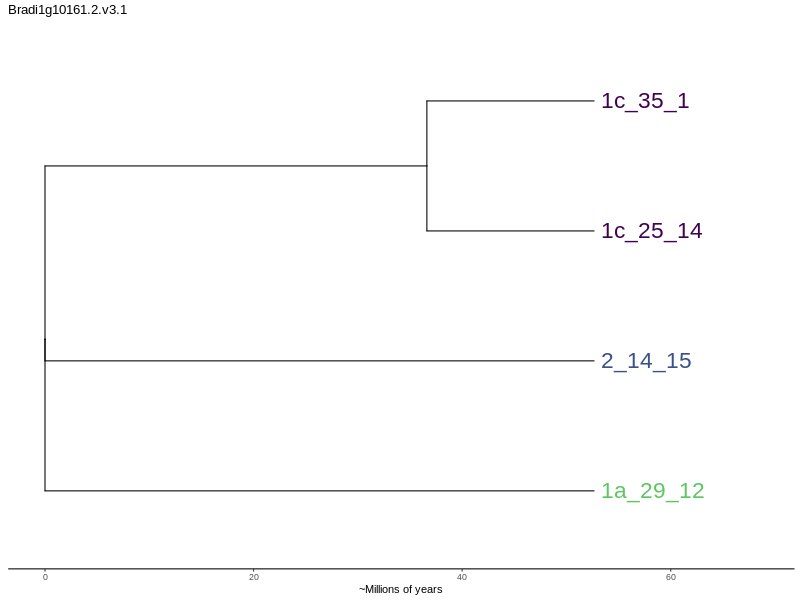 Bradi1g10161.2.v3.1
1c_35_1
1c_25_14
2_14_15
1a_29_12
0 20 40 60
~Millions of years